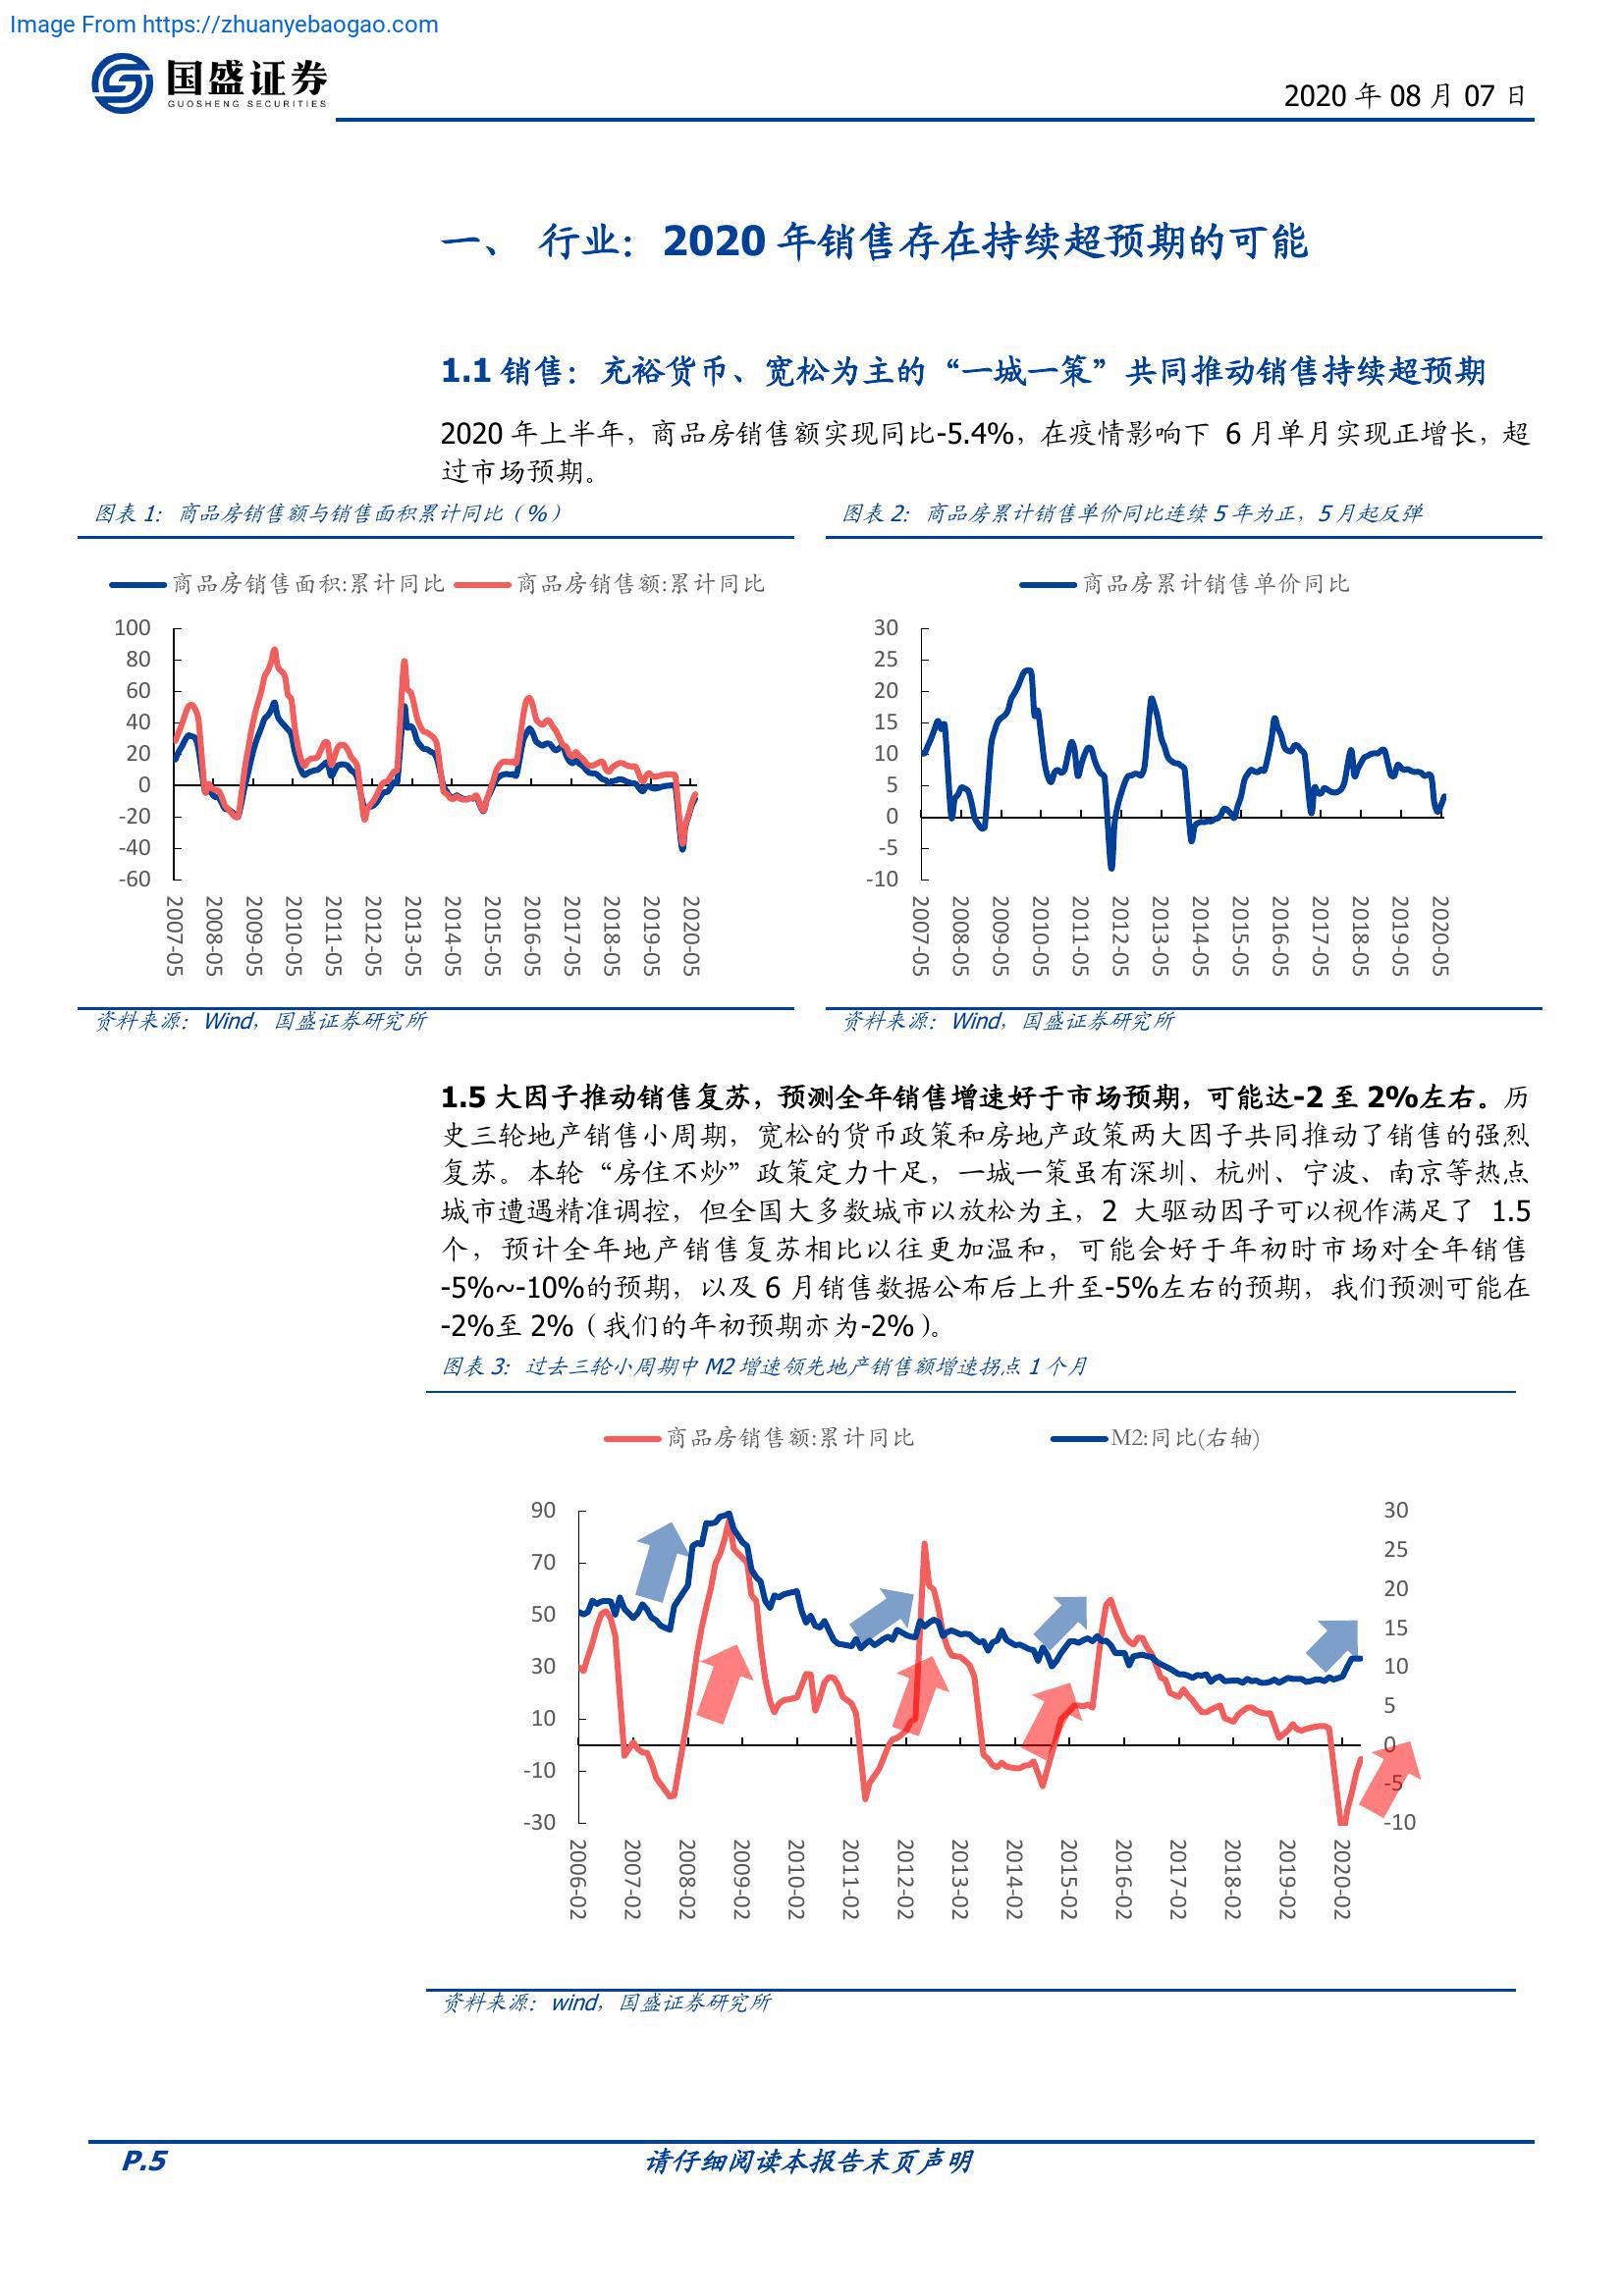 Image From https://zhuanyebaogao.com
国盛证券
GUOSHENG SECURITIES
2020 年 08 月 07 日
一、 行业：2020 年销售存在持续超预期的可能
1.1 销售：充裕货币、宽松为主的“一城一策”共同推动销售持续超预期
2020 年上半年，商品房销售额实现同比-5.4%，在疫情影响下 6 月单月实现正增长，超
过市场预期。
图表 1：商品房销售额与销售面积累计同比（%）
商品房销售面积:累计同比 商品房销售额:累计同比
100
80
60
40
20
0
-20
-40
-60
2007-05
2008-05
2009-05
2010-05
2011-05
2012-05
2013-05
2014-05
2015-05
2016-05
2017-05
2018-05
2019-05
2020-05
资料来源：Wind，国盛证券研究所
图表 2：商品房累计销售单价同比连续 5 年为正，5 月起反弹
商品房累计销售单价同比
30
25
20
15
10
5
0
-5
-10
2007-05
2008-05
2009-05
2010-05
2011-05
2012-05
2013-05
2014-05
2015-05
2016-05
2017-05
2018-05
2019-05
2020-05
资料来源：Wind，国盛证券研究所
1.5 大因子推动销售复苏，预测全年销售增速好于市场预期，可能达-2 至 2%左右。历
史三轮地产销售小周期，宽松的货币政策和房地产政策两大因子共同推动了销售的强烈
复苏。本轮“房住不炒”政策定力十足，一城一策虽有深圳、杭州、宁波、南京等热点
城市遭遇精准调控，但全国大多数城市以放松为主，2 大驱动因子可以视作满足了 1.5
个，预计全年地产销售复苏相比以往更加温和，可能会好于年初时市场对全年销售
-5%~-10%的预期，以及 6 月销售数据公布后上升至-5%左右的预期，我们预测可能在
-2%至 2%（我们的年初预期亦为-2%）。
图表 3：过去三轮小周期中 M2 增速领先地产销售额增速拐点 1 个月
商品房销售额:累计同比 M2:同比(右轴)
90
70
50
30
10
-10
-30
30
25
20
15
10
5
0
-5
-10
2006-02
2007-02
2008-02
2009-02
2010-02
2011-02
2012-02
2013-02
2014-02
2015-02
2016-02
2017-02
2018-02
2019-02
2020-02
资料来源：wind，国盛证券研究所
P.5
请仔细阅读本报告末页声明